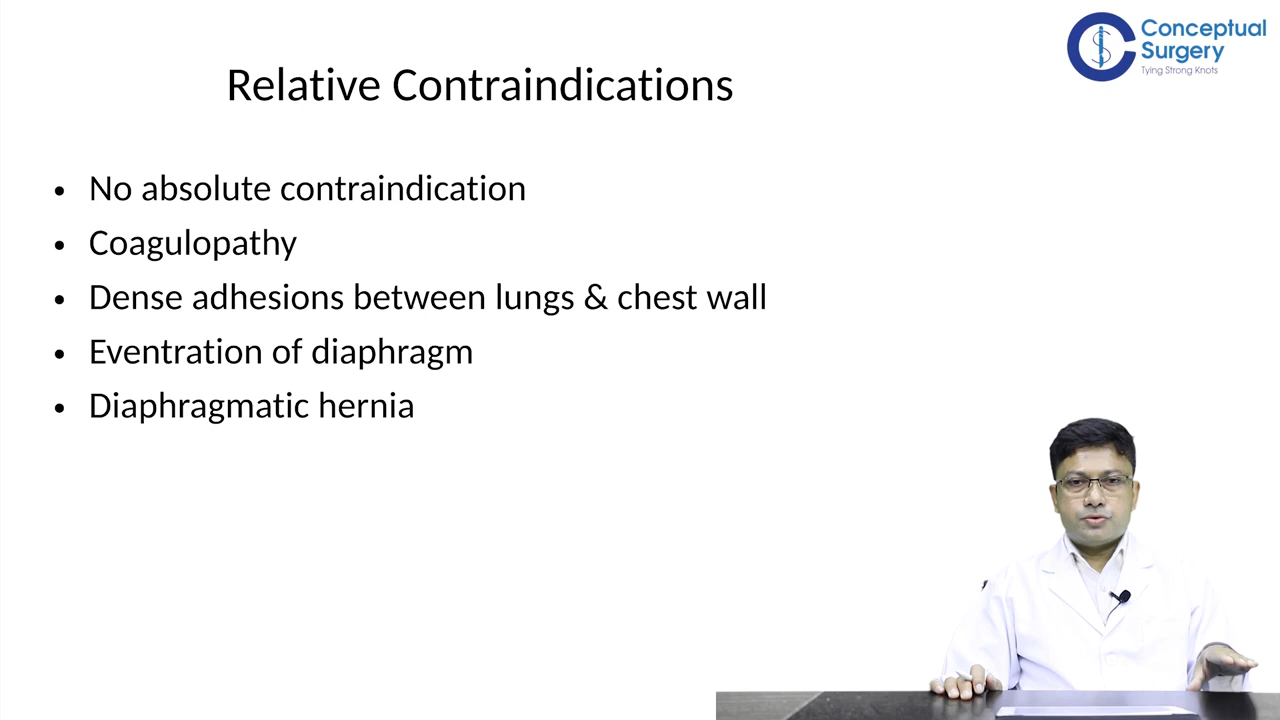 Conceptual
Surgery
Tying Strong Knots
Relative Contraindications
• No absolute contraindication
• Coagulopathy
• Dense adhesions between lungs & chest wall
• Eventration of diaphragm
• Diaphragmatic hernia